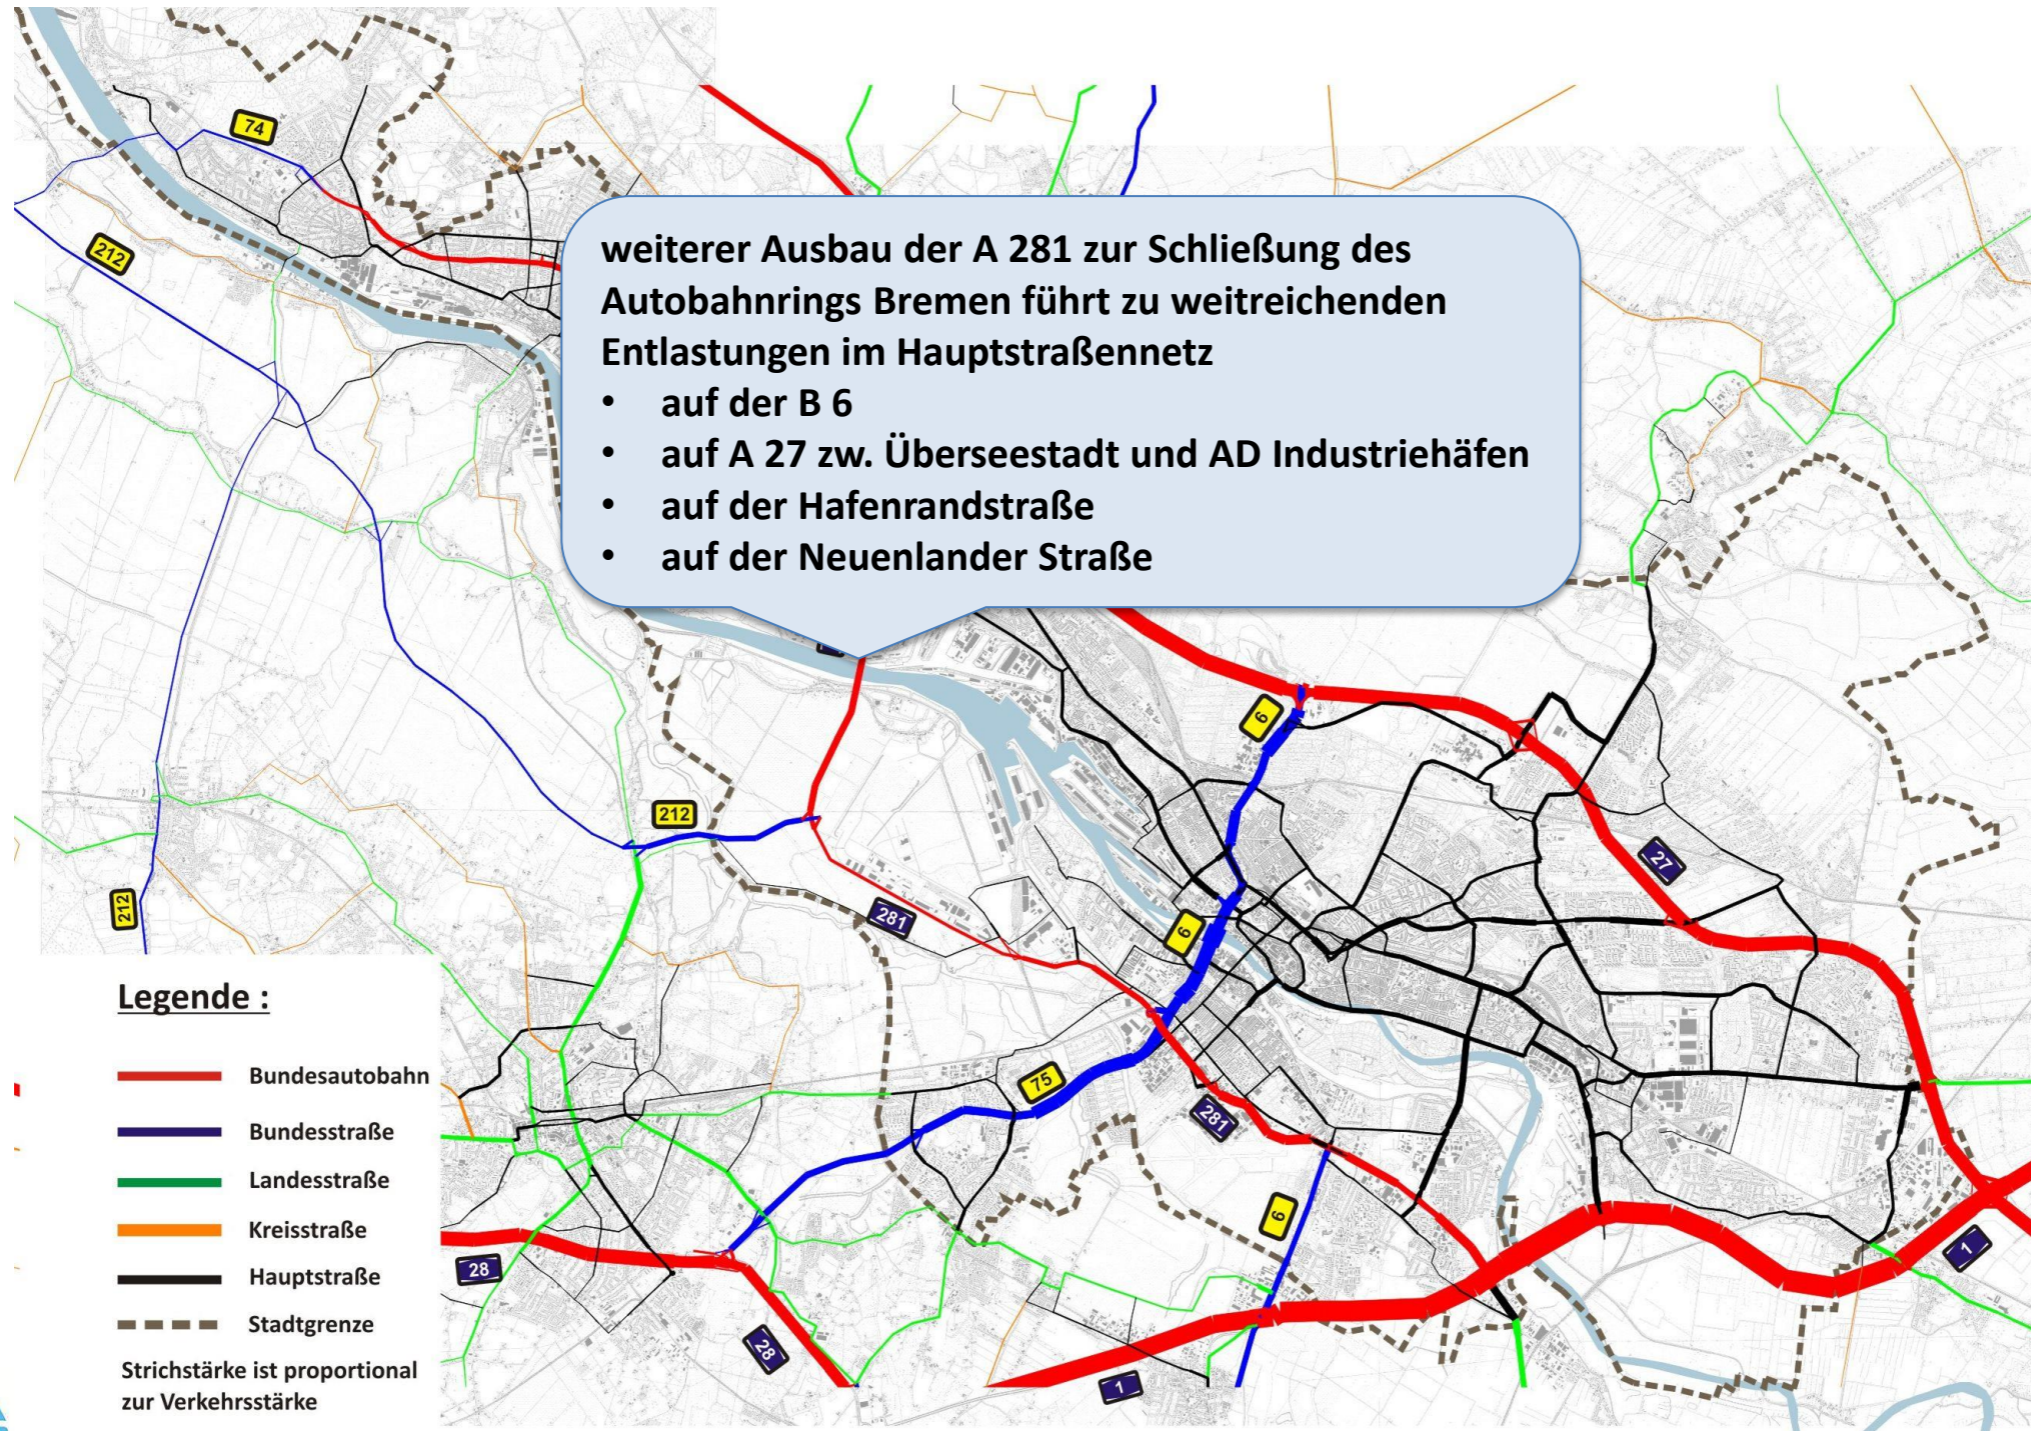 74
212
weiterer Ausbau der A 281 zur Schließung des
Autobahnrings Bremen führt zu weitreichenden
Entlastungen im Hauptstraßennetz
• auf der B 6
• auf A 27 zw. Überseestadt und AD Industriehäfen
• auf der Hafenrandstraße
• auf der Neuenlander Straße
6
212
27
212
281
6
75
281
6
28
28
1
1
Legende :
Bundesautobahn
Bundesstraße
Landesstraße
Kreisstraße
Hauptstraße
Stadtgrenze
Strichstärke ist proportional
zur Verkehrsstärke